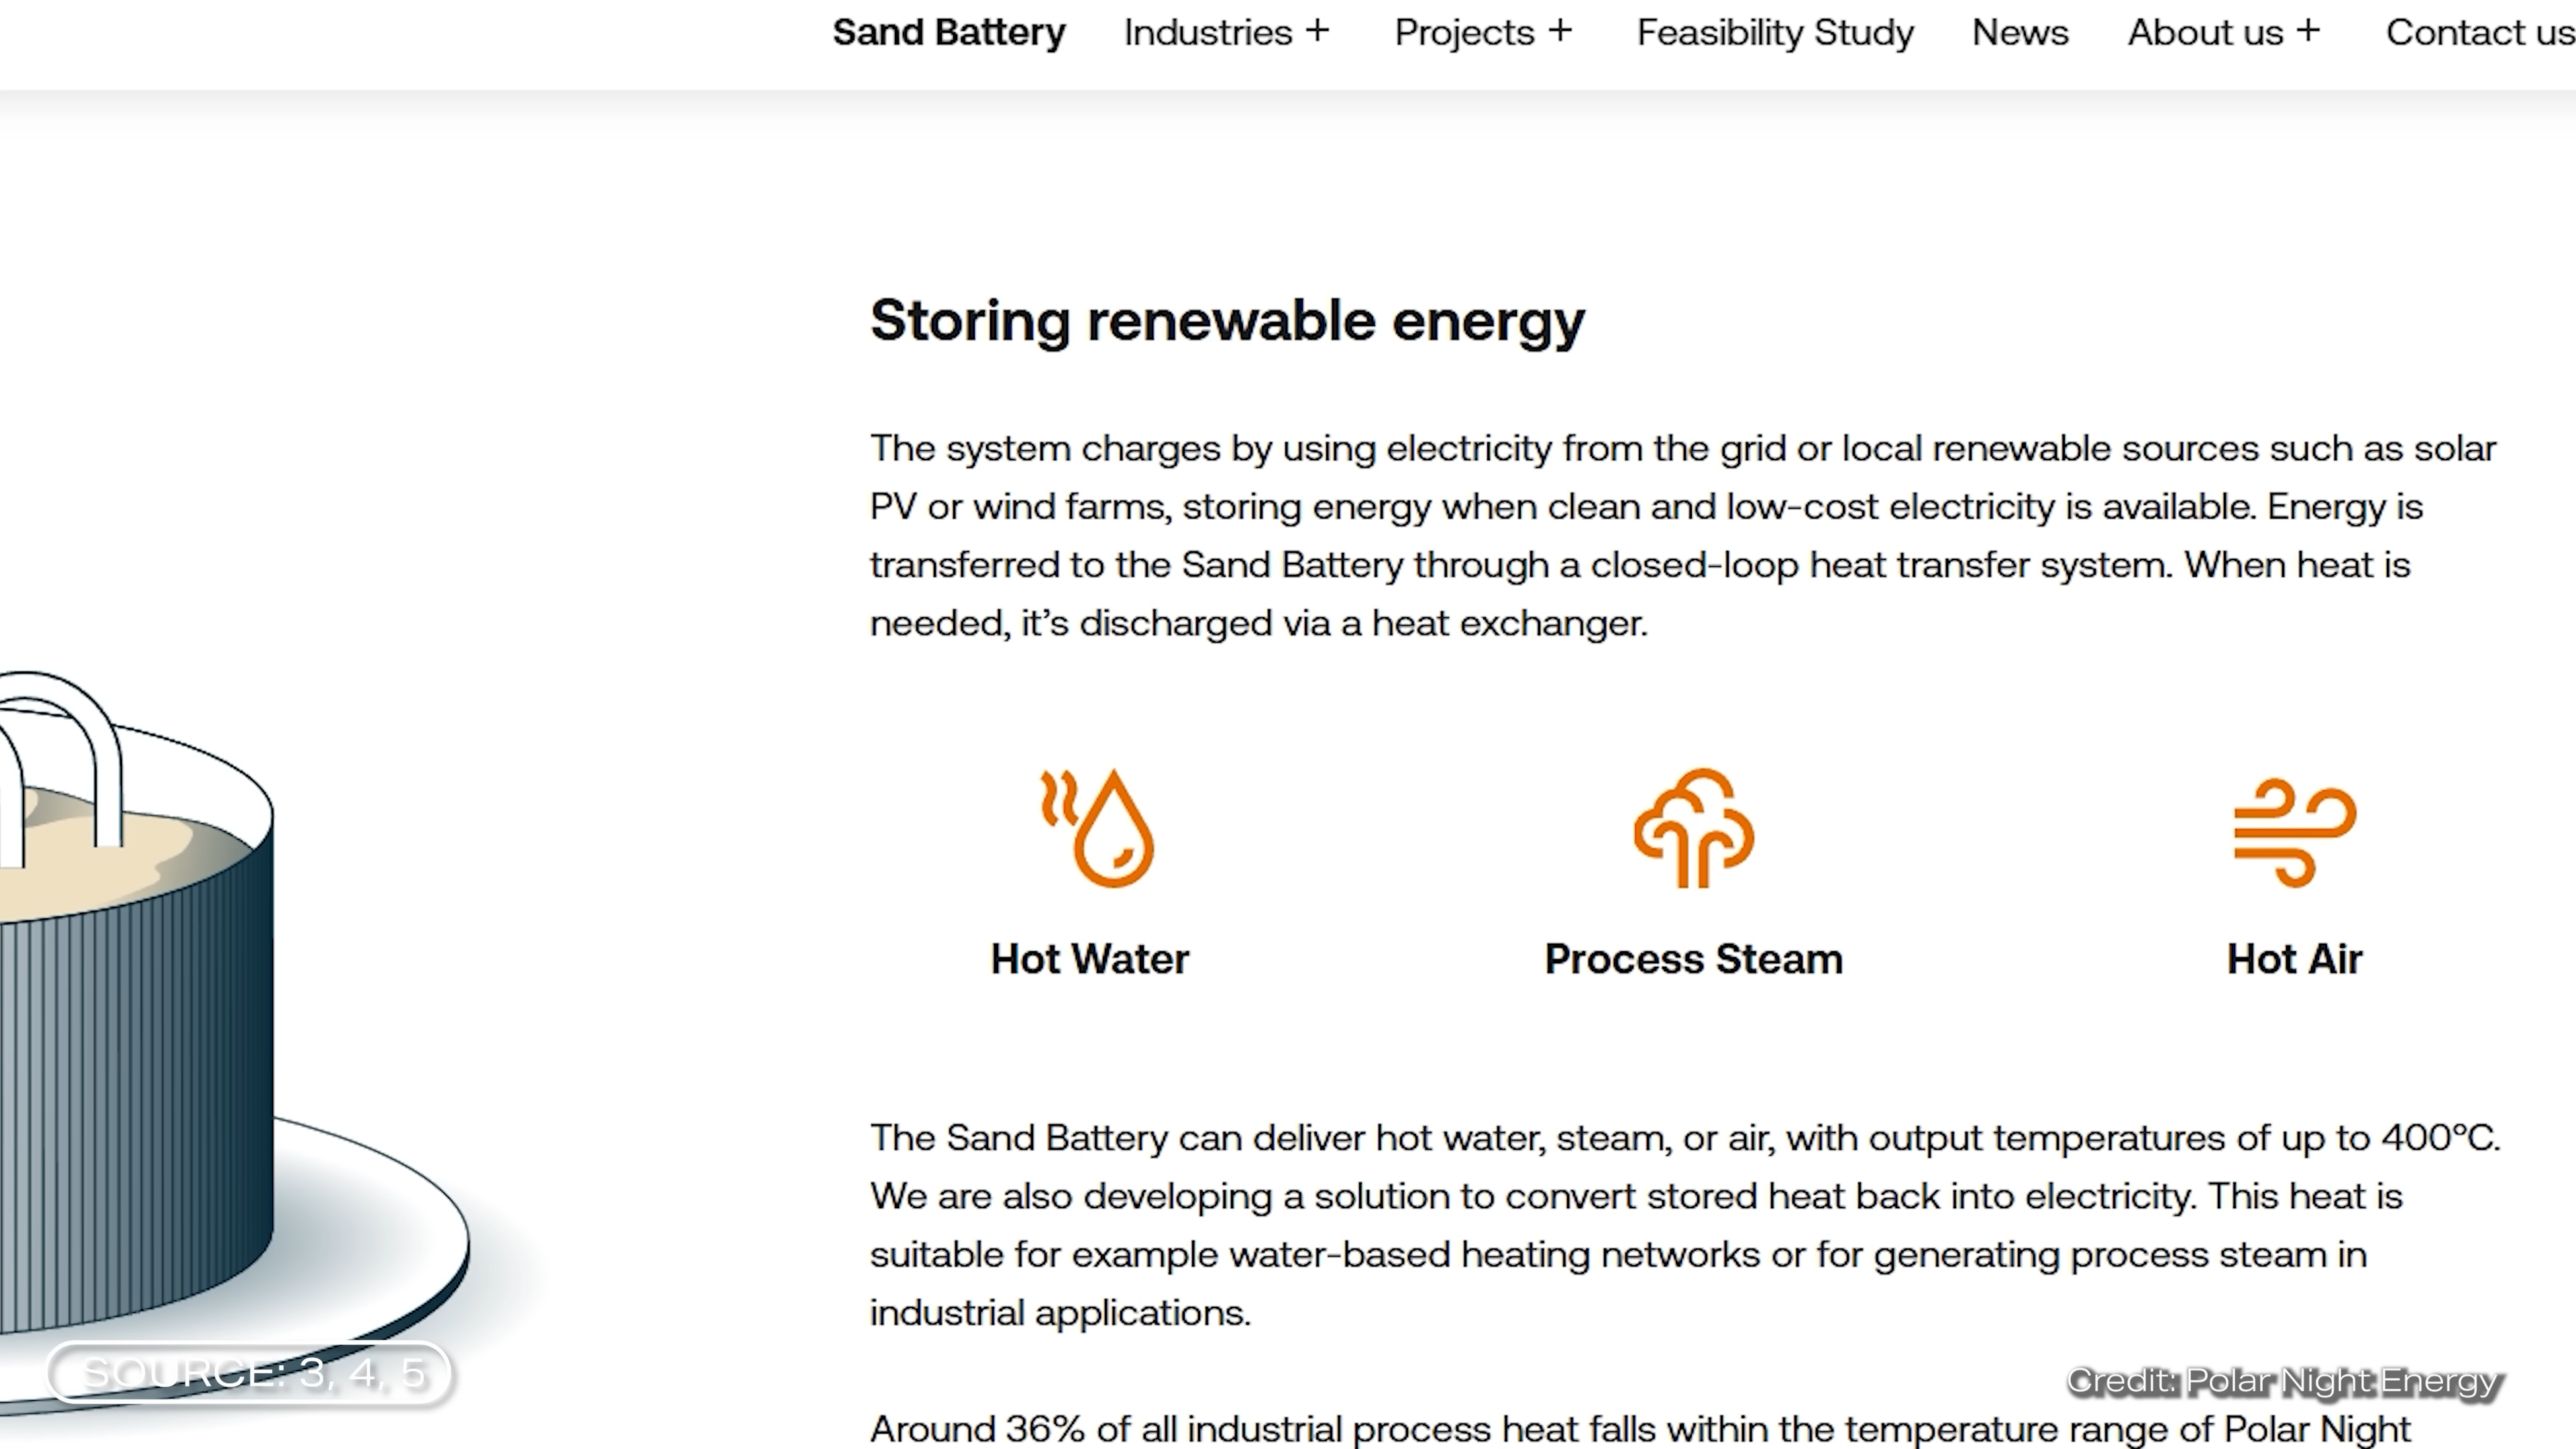 Sand Battery Industries + Projects + Feasibility Study News About us + Contact us
Storing renewable energy
The system charges by using electricity from the grid or local renewable sources such as solar
PV or wind farms, storing energy when clean and low-cost electricity is available. Energy is
transferred to the Sand Battery through a closed-loop heat transfer system. When heat is
needed, it’s discharged via a heat exchanger.
Hot Water Process Steam Hot Air
The Sand Battery can deliver hot water, steam, or air, with output temperatures of up to 400°C.
We are also developing a solution to convert stored heat back into electricity. This heat is
suitable for example water-based heating networks or for generating process steam in
industrial applications.
SOURCE: 3, 4, 5
Credit: Polar Night Energy
Around 36% of all industrial process heat falls within the temperature range of Polar Night